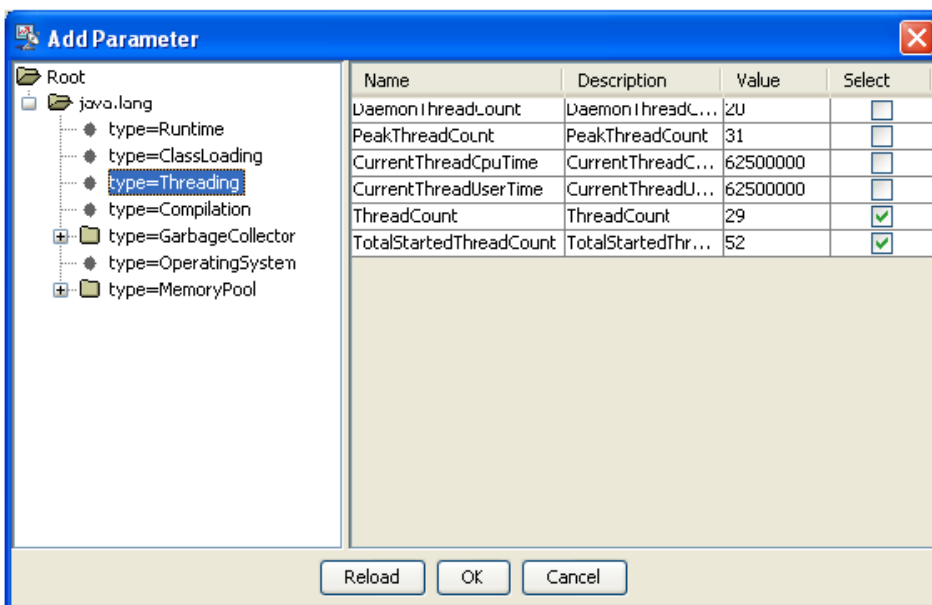 Add Parameter
Root
java.lang
type=Runtime
type=ClassLoading
type=Threading
type=Compilation
type=GarbageCollector
type=OperatingSystem
type=MemoryPool
Name Description Value Select
DaemonThreadCount DaemonThreadC... 20
PeakThreadCount PeakThreadCount 31
CurrentThreadCpuTime CurrentThreadC... 62500000
CurrentThreadUserTime CurrentThreadU... 62500000
ThreadCount ThreadCount 29
TotalStartedThreadCount TotalStartedThr... 52
Reload OK Cancel